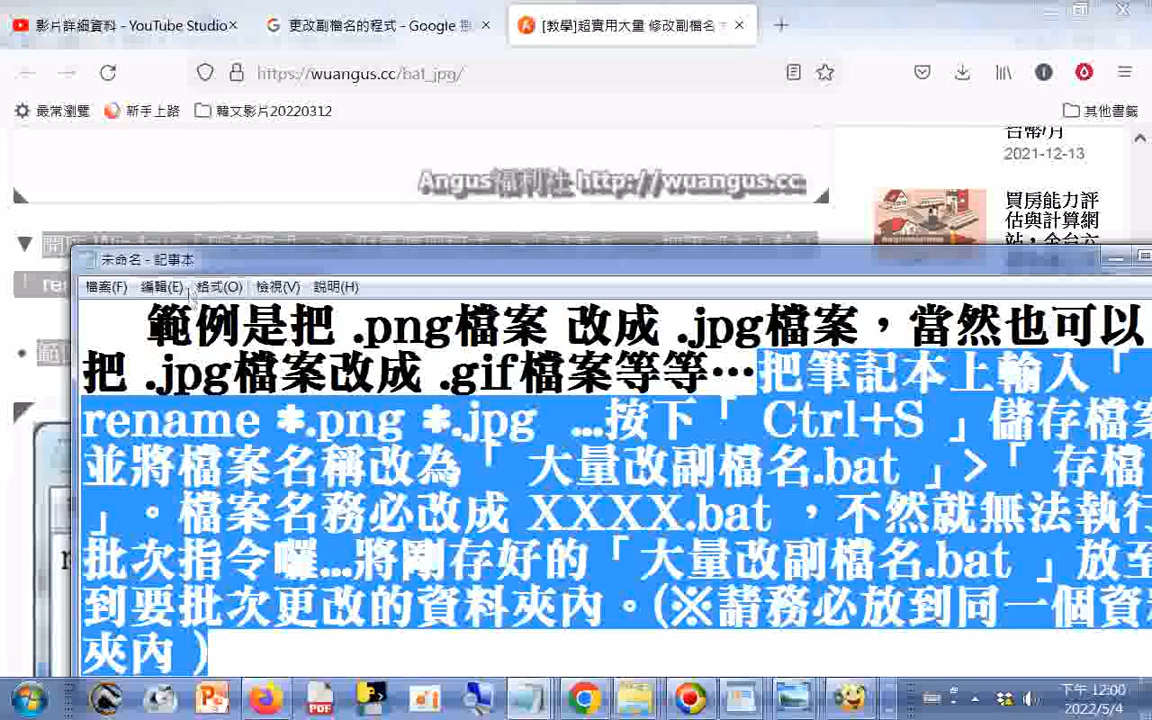 影片詳細資料 - YouTube Studio
更改副檔名的程式 - Google
[教學]超實用大量 修改副檔名
https://wuangus.cc/bat_jpg/
最常瀏覽
新手上路
韓文影片20220312
其他書籤
台幣/月
2021-12-13
Angus福利社 http://wuangus.cc
買房能力評
估與計算網
站，全台六
未命名 - 記事本
檔案(F) 編輯(E) 格式(O) 檢視(V) 說明(H)
範例是把 .png檔案 改成 .jpg檔案，當然也可以
把 .jpg檔案改成 .gif檔案等等…把筆記本上輸入「
rename *.png *.jpg ...按下「 Ctrl+S 」儲存檔案
並將檔案名稱改為「 大量改副檔名.bat 」>「 存檔
」。檔案名務必改成 XXXX.bat ，不然就無法執行
批次指令喔...將剛存好的「大量改副檔名.bat 」放至
到要批次更改的資料夾內。(※請務必放到同一個資料
夾內 )
下午 12:00
2022/5/4